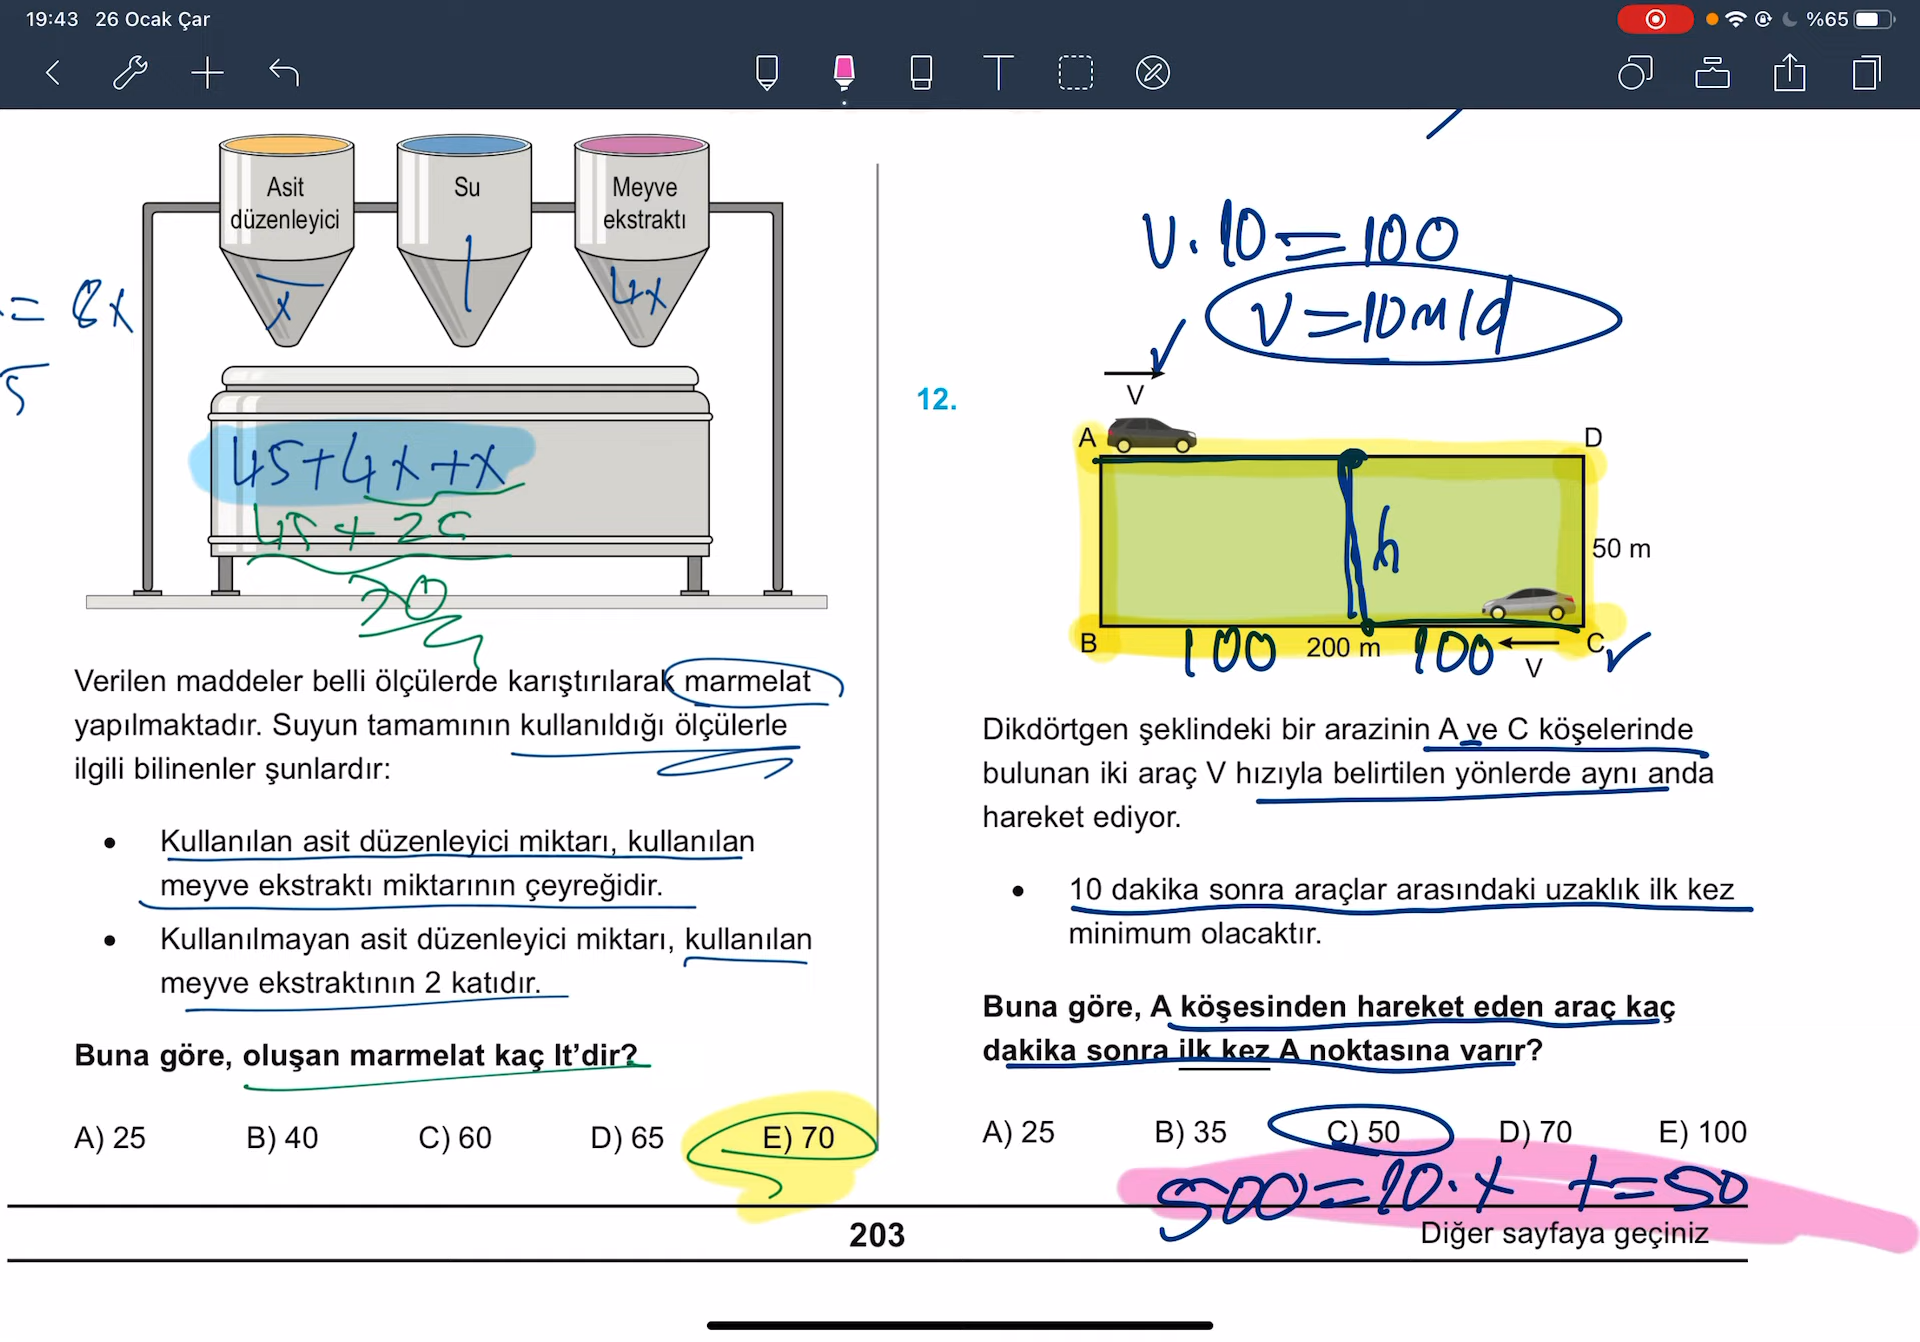 19:43 26 Ocak Çar
%65
Asit
düzenleyici
Su
Meyve
ekstraktı
x
1
4x
= 8x
5
45+4x+x
45+25
70
Verilen maddeler belli ölçülerde karıştırılarak marmelat
yapılmaktadır. Suyun tamamının kullanıldığı ölçülerle
ilgili bilinenler şunlardır:
• Kullanılan asit düzenleyici miktarı, kullanılan
meyve ekstraktı miktarının çeyreğidir.
• Kullanılmayan asit düzenleyici miktarı, kullanılan
meyve ekstraktının 2 katıdır.
Buna göre, oluşan marmelat kaç lt’dir?
A) 25 B) 40 C) 60 D) 65 E) 70
V.10=100
V=10m/d
V
12.
A D
h
50 m
B 100 200 m 100 C
V
Dikdörtgen şeklindeki bir arazinin A ve C köşelerinde
bulunan iki araç V hızıyla belirtilen yönlerde aynı anda
hareket ediyor.
• 10 dakika sonra araçlar arasındaki uzaklık ilk kez
minimum olacaktır.
Buna göre, A köşesinden hareket eden araç kaç
dakika sonra ilk kez A noktasına varır?
A) 25 B) 35 C) 50 D) 70 E) 100
500=10.t t=50
203
Diğer sayfaya geçiniz